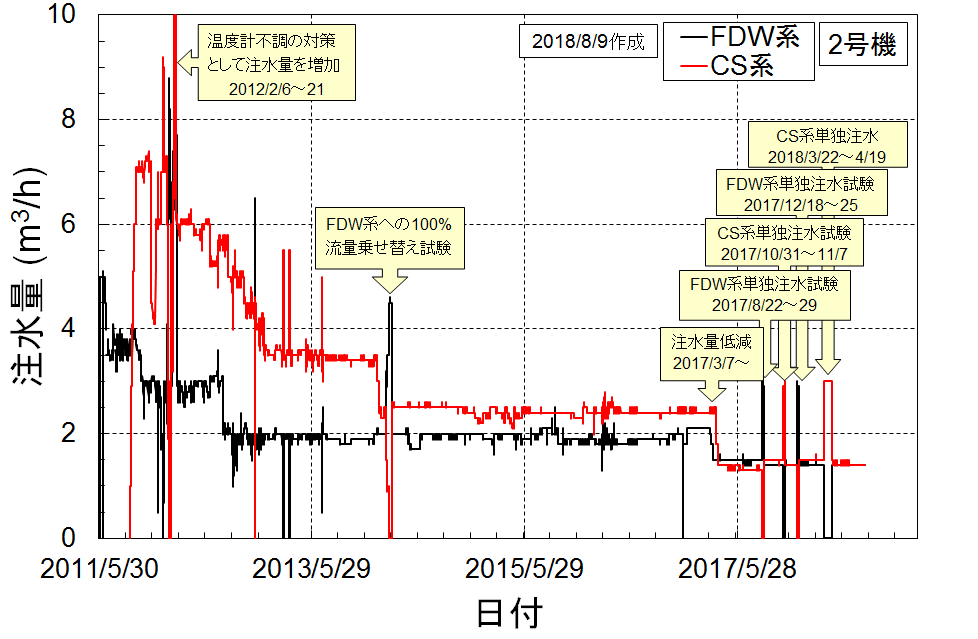 10
8
6
4
2
0
注水量 (m³/h)
温度計不調の対策
として注水量を増加
2012/2/6～21
2018/8/9作成
FDW系
CS系
2号機
FDW系への100%
流量乗せ替え試験
CS系単独注水
2018/3/22～4/19
FDW系単独注水試験
2017/12/18～25
CS系単独注水試験
2017/10/31～11/7
FDW系単独注水試験
2017/8/22～29
注水量低減
2017/3/7～
2011/5/30
2013/5/29
2015/5/29
2017/5/28
日付